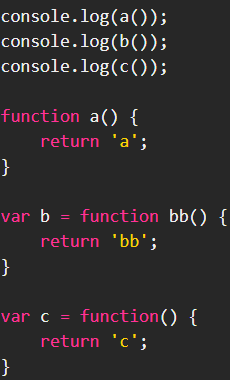 console.log(a());
console.log(b());
console.log(c());

function a() {
    return 'a';
}

var b = function bb() {
    return 'bb';
}

var c = function() {
    return 'c';
}